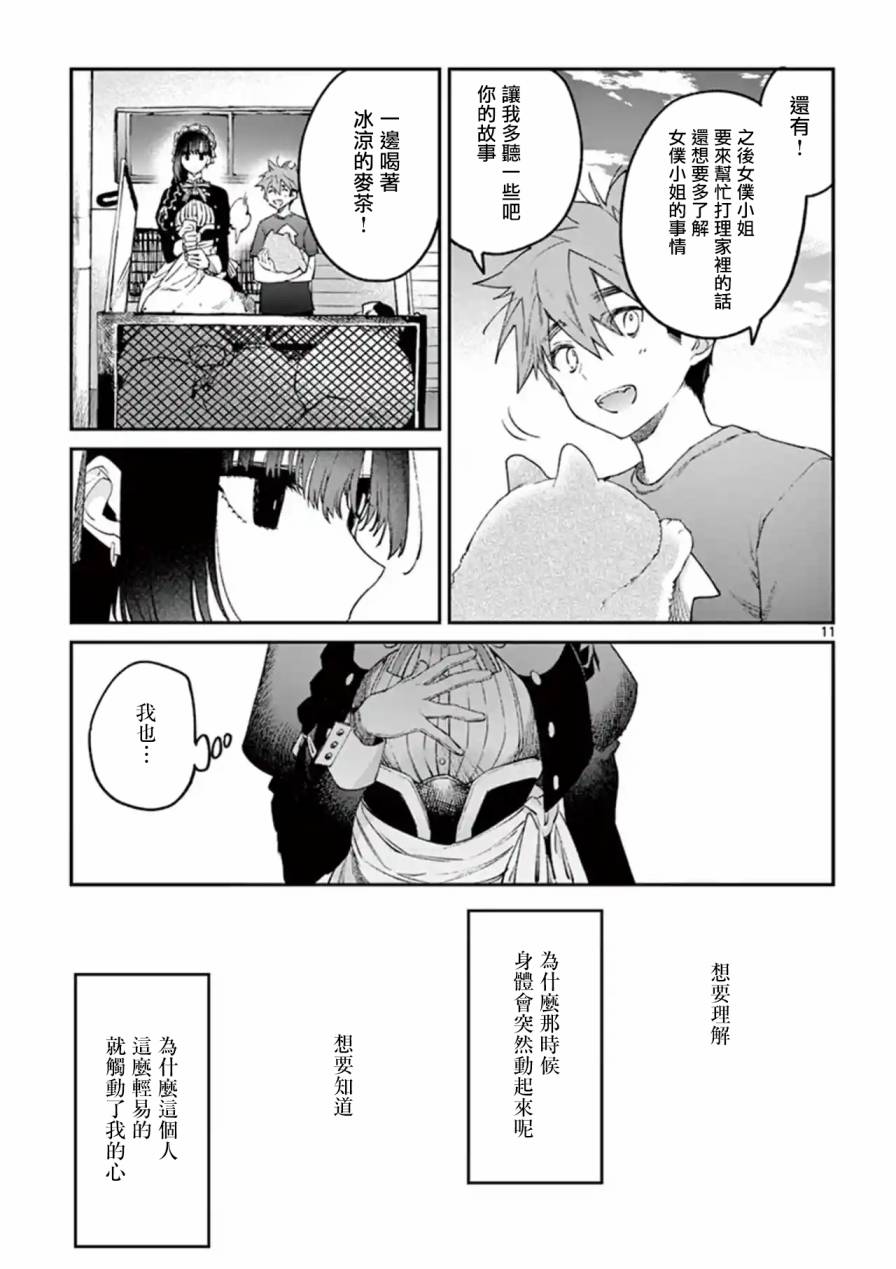 還有！
之後女僕小姐
要來幫忙打理家裡的話
還想要多了解
女僕小姐的事情
讓我多聽一些吧
你的故事
一邊喝著
冰涼的麥茶！
11
我也…
想要理解
為什麼那時候
身體會突然動起來呢
想要知道
為什麼這個人
這麼輕易的
就觸動了我的心